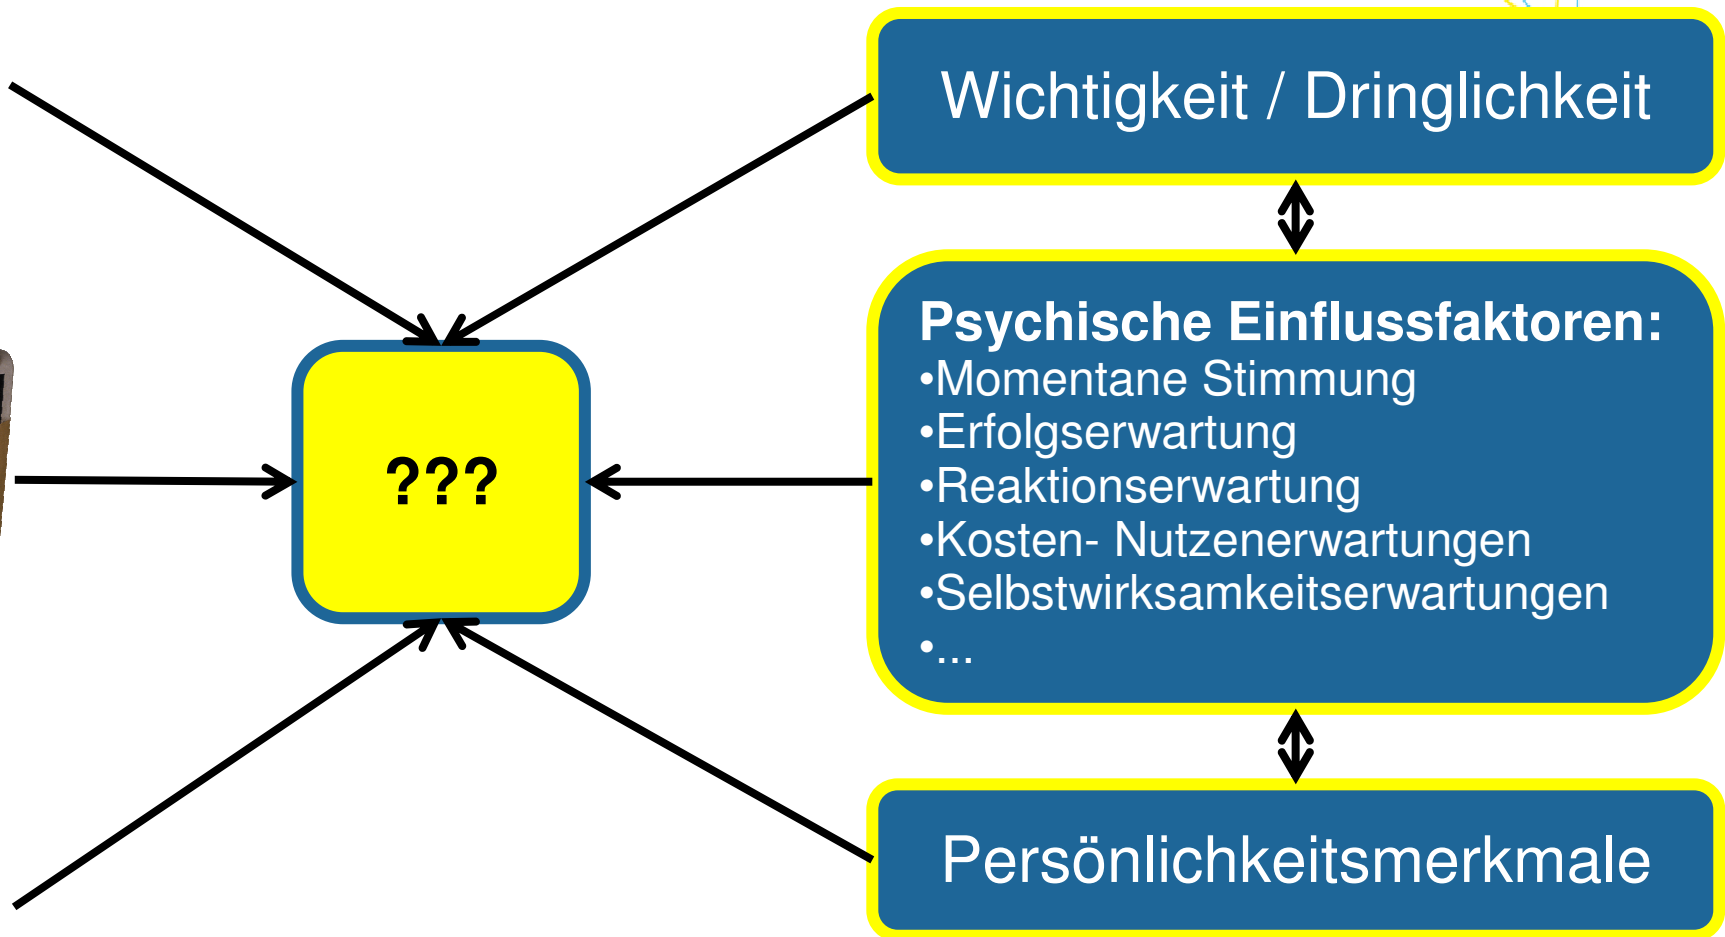 Wichtigkeit / Dringlichkeit
???
Psychische Einflussfaktoren:
•Momentane Stimmung
•Erfolgserwartung
•Reaktionserwartung
•Kosten- Nutzenerwartungen
•Selbstwirksamkeitserwartungen
•...
Persönlichkeitsmerkmale